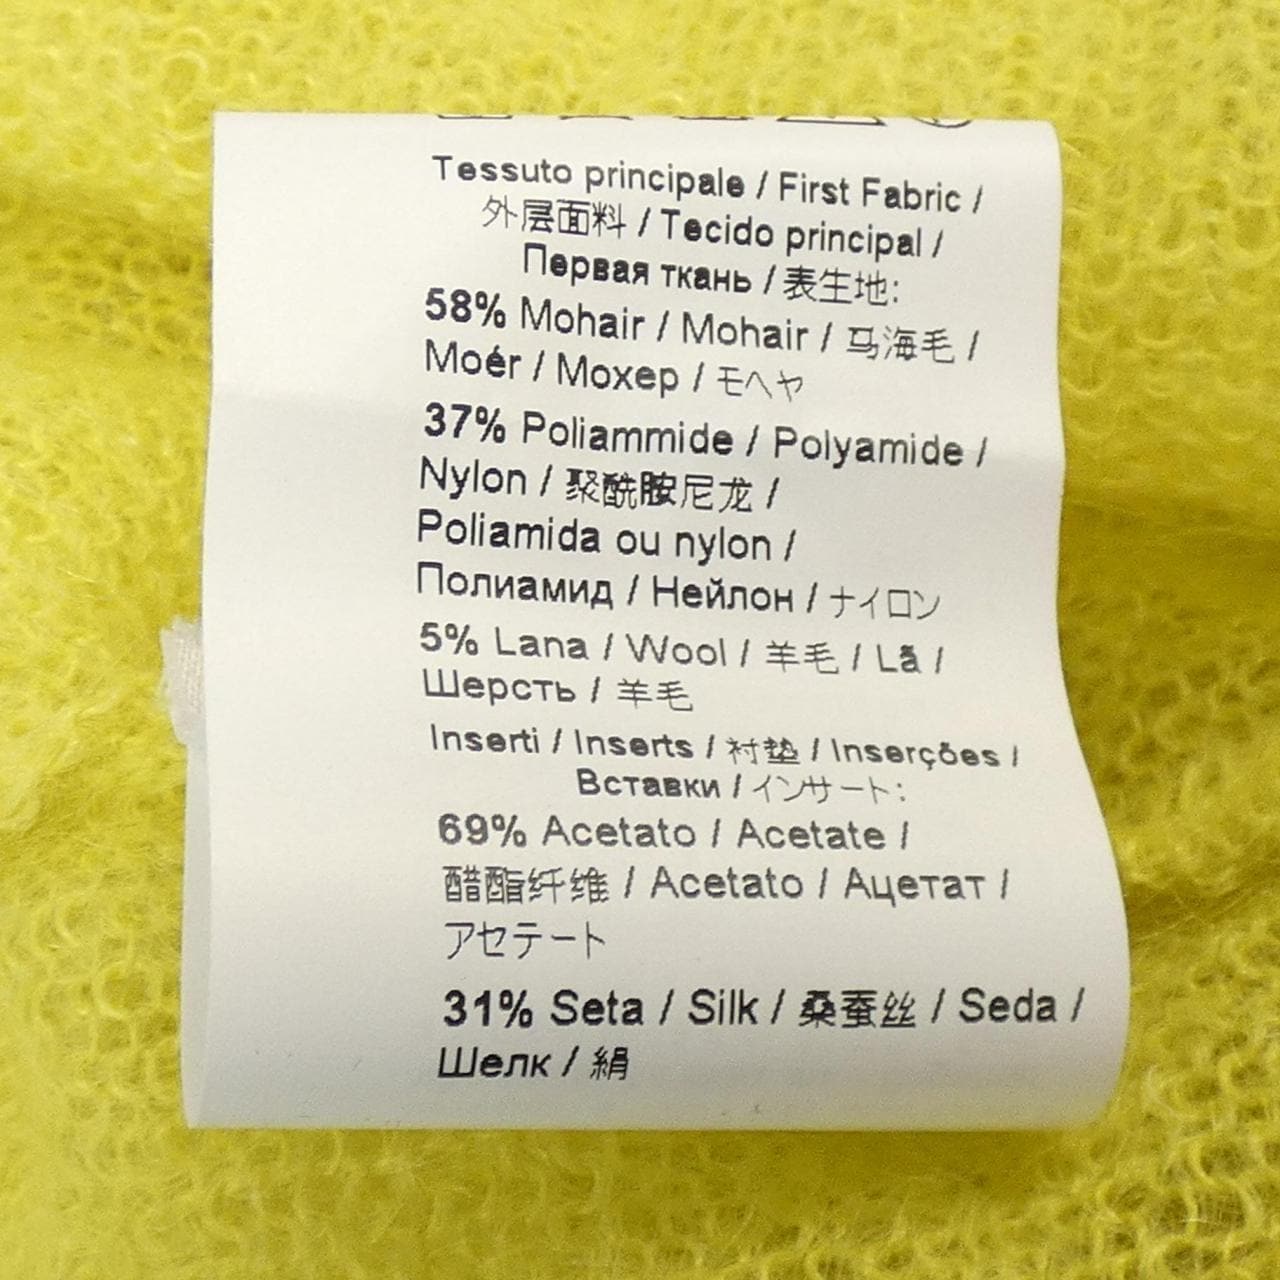 Tessuto principale / First Fabric /
外层面料 / Tecido principal /
Первая ткань / 表生地:
58% Mohair / Mohair / 马海毛 /
Moér / Мохер / モヘヤ
37% Poliammide / Polyamide /
Nylon / 聚酰胺尼龙 /
Poliamida ou nylon /
Полиамид / Нейлон / ナイロン
5% Lana / Wool / 羊毛 / Lã /
Шерсть / 羊毛
Inserti / Inserts / 衬垫 / Inserções /
Вставки / インサート:
69% Acetato / Acetate /
醋酯纤维 / Acetato / Ацетат /
アセテート
31% Seta / Silk / 桑蚕丝 / Seda /
Шелк / 絹